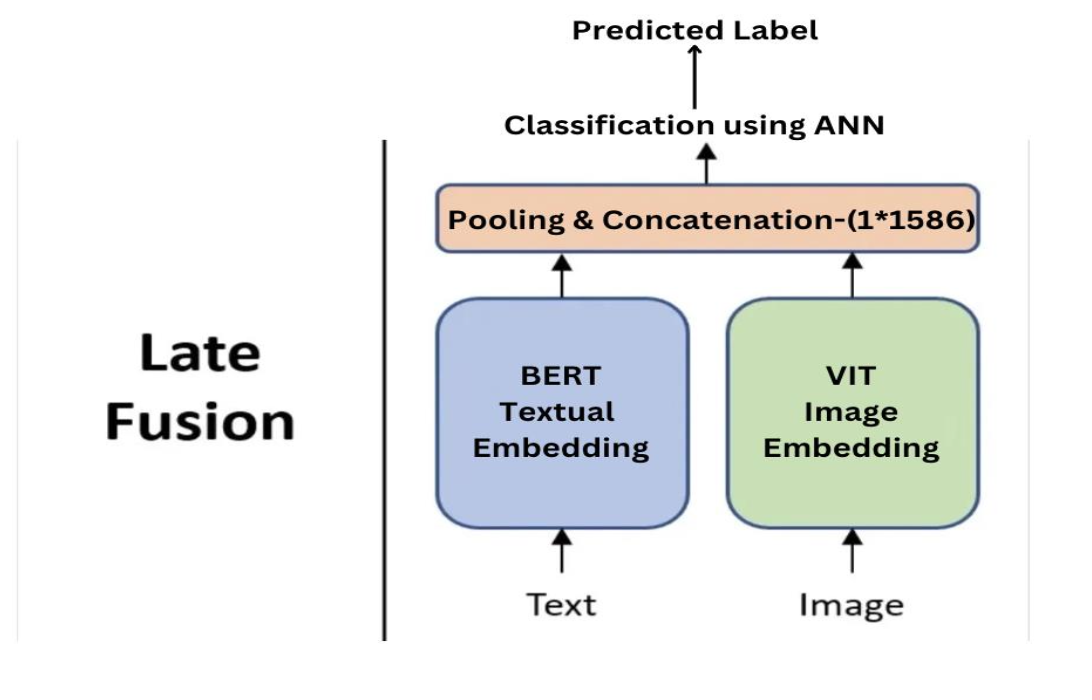 Predicted Label
Classification using ANN
Pooling & Concatenation-(1*1586)
Late
Fusion
BERT
Textual
Embedding
VIT
Image
Embedding
Text
Image